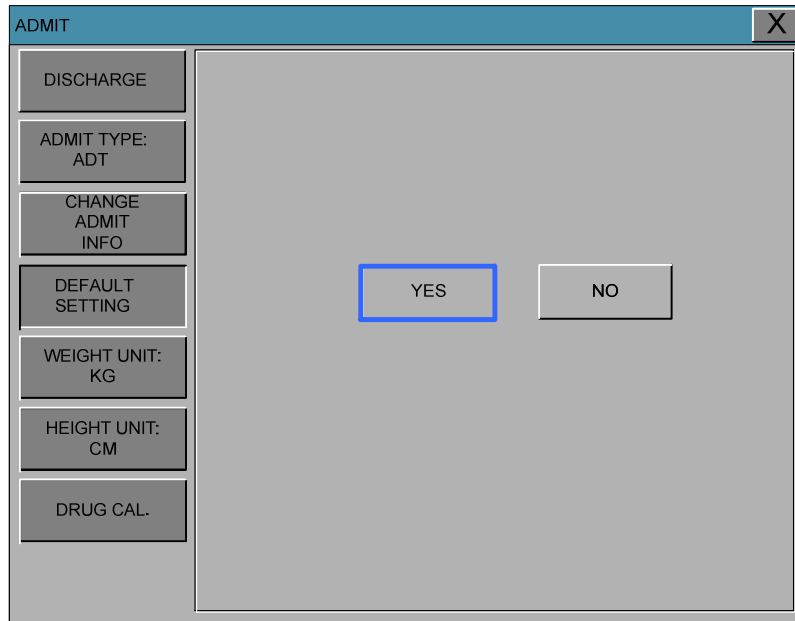 ADMIT
X
DISCHARGE
ADMIT TYPE:
ADT
CHANGE
ADMIT
INFO
DEFAULT
SETTING
YES
NO
WEIGHT UNIT:
KG
HEIGHT UNIT:
CM
DRUG CAL.